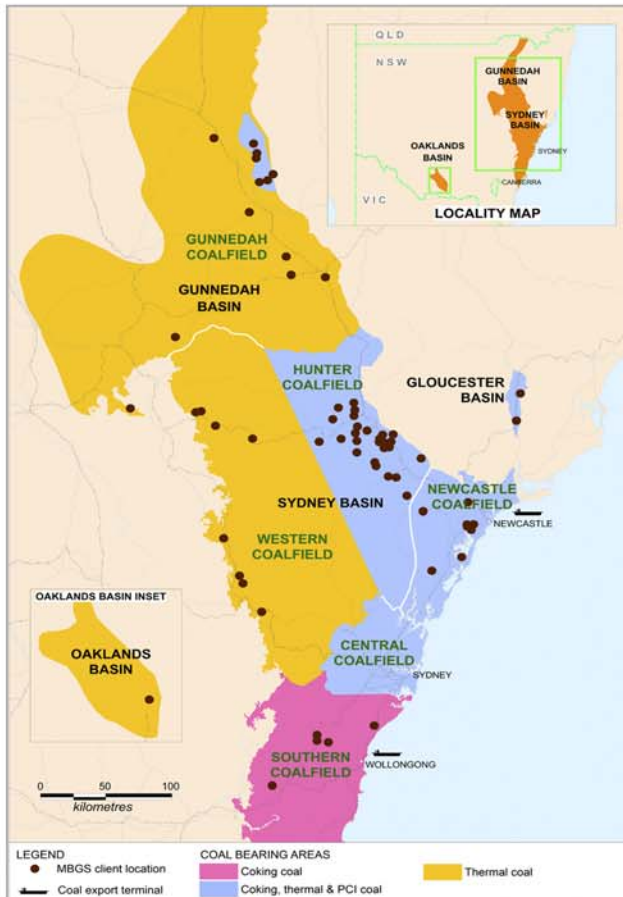 QLD
NSW
GUNNEDAH
BASIN
SYDNEY
BASIN
OAKLANDS
BASIN
SYDNEY
CANBERRA
VIC
LOCALITY MAP
GUNNEDAH
COALFIELD
GUNNEDAH
BASIN
HUNTER
COALFIELD
GLOUCESTER
BASIN
SYDNEY BASIN
NEWCASTLE
COALFIELD
NEWCASTLE
WESTERN
COALFIELD
OAKLANDS BASIN INSET
OAKLANDS
BASIN
CENTRAL
COALFIELD
SYDNEY
SOUTHERN
COALFIELD
WOLLONGONG
0 50 100
kilometres
LEGEND
MBGS client location
Coal export terminal
COAL BEARING AREAS
Coking coal
Coking, thermal & PCI coal
Thermal coal